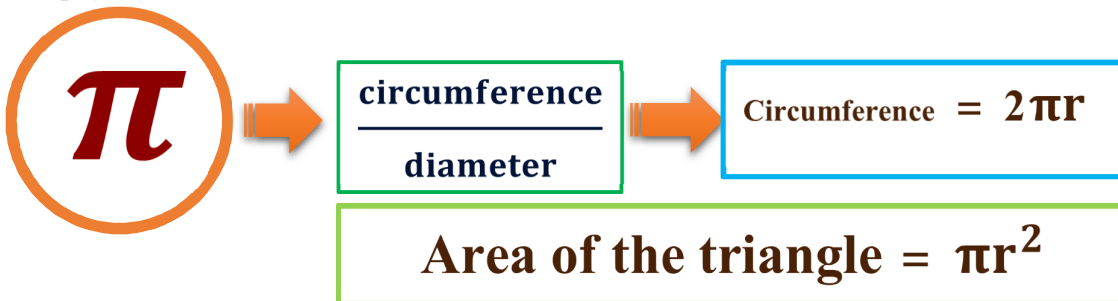 π
circumference
diameter
Circumference = 2πr
Area of the triangle = πr²